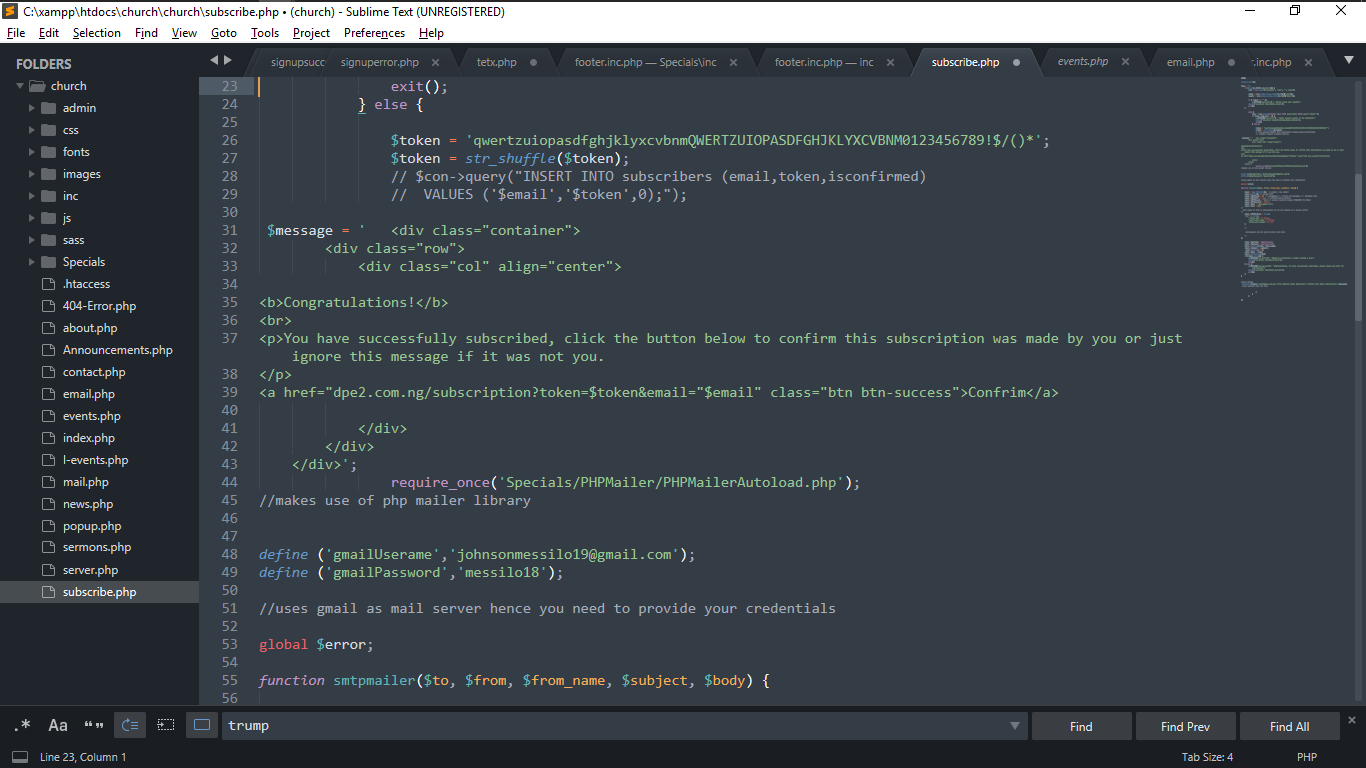 C:\xampp\htdocs\church\church\subscribe.php • (church) - Sublime Text (UNREGISTERED)
File Edit Selection Find View Goto Tools Project Preferences Help
FOLDERS
church
admin
css
fonts
images
inc
js
sass
Specials
.htaccess
404-Error.php
about.php
Announcements.php
contact.php
email.php
events.php
index.php
l-events.php
mail.php
news.php
popup.php
sermons.php
server.php
subscribe.php
signupsucc signuperror.php tetx.php footer.inc.php — Specials\inc footer.inc.php — inc subscribe.php events.php email.php r.inc.php
23 exit();
24 } else {
25
26 $token = 'qwertzuiopasdfghjklyxcvbnmQWERTZUIOPASDFGHJKLYXCVBNM0123456789!$/()*';
27 $token = str_shuffle($token);
28 // $con->query("INSERT INTO subscribers (email,token,isconfirmed)
29 //  VALUES ('$email','$token',0);");
30
31 $message = '   <div class="container">
32 <div class="row">
33 <div class="col" align="center">
34
35 <b>Congratulations!</b>
36 <br>
37 <p>You have successfully subscribed, click the button below to confirm this subscription was made by you or just
ignore this message if it was not you.
38 </p>
39 <a href="dpe2.com.ng/subscription?token=$token&email="$email" class="btn btn-success">Confrim</a>
40
41 </div>
42 </div>
43 </div>';
44 require_once('Specials/PHPMailer/PHPMailerAutoload.php');
45 //makes use of php mailer library
46
47
48 define ('gmailUserame','johnsonmessilo19@gmail.com');
49 define ('gmailPassword','messilo18');
50
51 //uses gmail as mail server hence you need to provide your credentials
52
53 global $error;
54
55 function smtpmailer($to, $from, $from_name, $subject, $body) {
56
.* Aa “” trump Find Find Prev Find All
Line 23, Column 1 Tab Size: 4 PHP